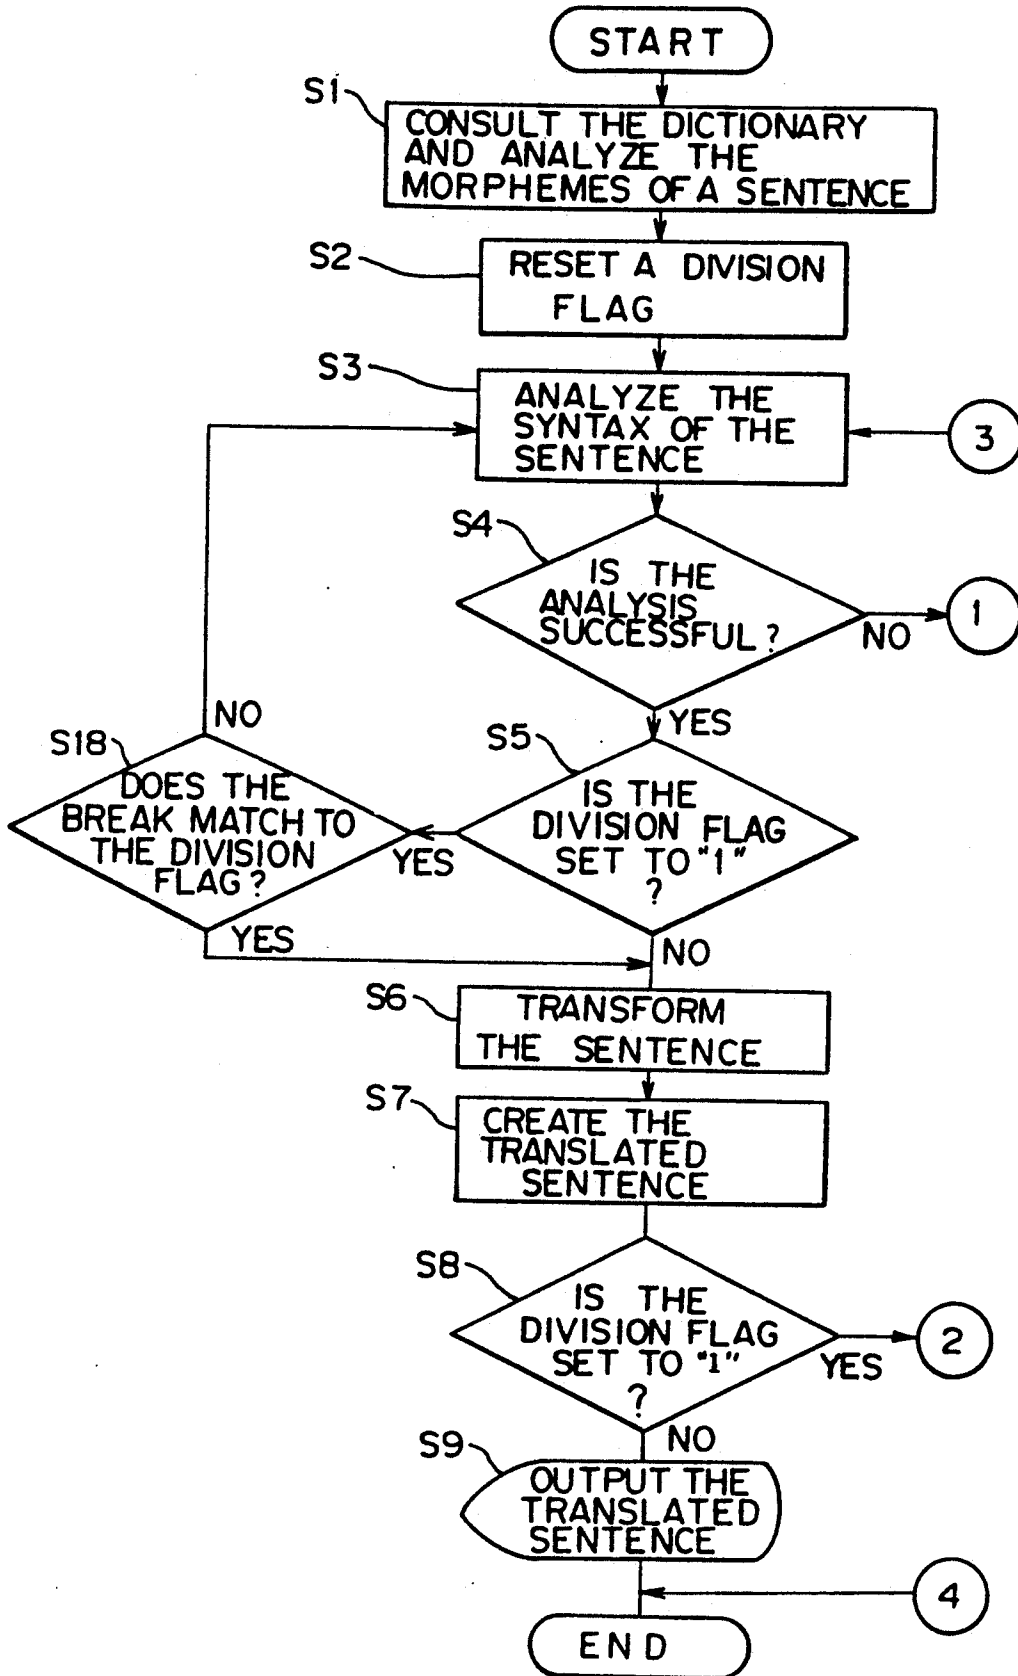 START
S1
CONSULT THE DICTIONARY
AND ANALYZE THE
MORPHEMES OF A SENTENCE
S2
RESET A DIVISION
FLAG
S3
ANALYZE THE
SYNTAX OF THE
SENTENCE
3
S4
IS THE
ANALYSIS
SUCCESSFUL?
NO
1
YES
S5
IS THE
DIVISION FLAG
SET TO "1"
?
YES
NO
S18
DOES THE
BREAK MATCH TO
THE DIVISION
FLAG?
NO
YES
S6
TRANSFORM
THE SENTENCE
S7
CREATE THE
TRANSLATED
SENTENCE
S8
IS THE
DIVISION FLAG
SET TO "1"
?
YES
2
NO
S9
OUTPUT THE
TRANSLATED
SENTENCE
4
END